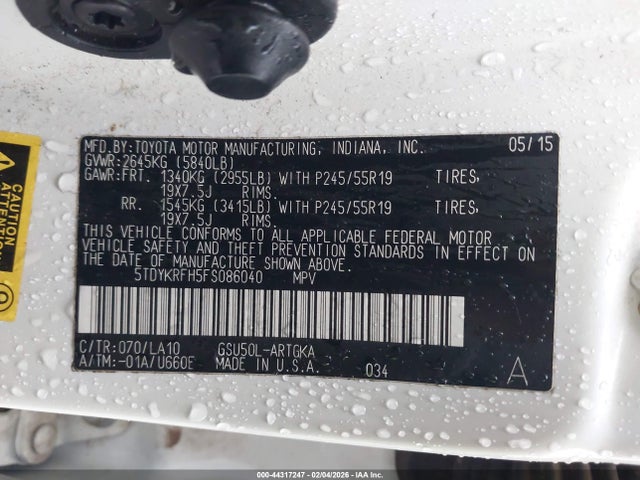 MFD.BY:TOYOTA MOTOR MANUFACTURING, INDIANA, INC. 05/15
GVWR:2645KG (5840LB)
GAWR:FRT. 1340KG (2955LB) WITH P245/55R19 TIRES,
19X7.5J RIMS.
RR. 1545KG (3415LB) WITH P245/55R19 TIRES,
19X7.5J RIMS.
THIS VEHICLE CONFORMS TO ALL APPLICABLE FEDERAL MOTOR
VEHICLE SAFETY AND THEFT PREVENTION STANDARDS IN EFFECT ON
THE DATE OF MANUFACTURE SHOWN ABOVE.
5TDYKRFH5FS086040 MPV
C/TR:070/LA10 GSU50L-ARTGKA
A/TM:-01A/U660E MADE IN U.S.A. 034 A
CAUTION
ATTENTION
000-44317247 - 02/04/2026 - IAA Inc.